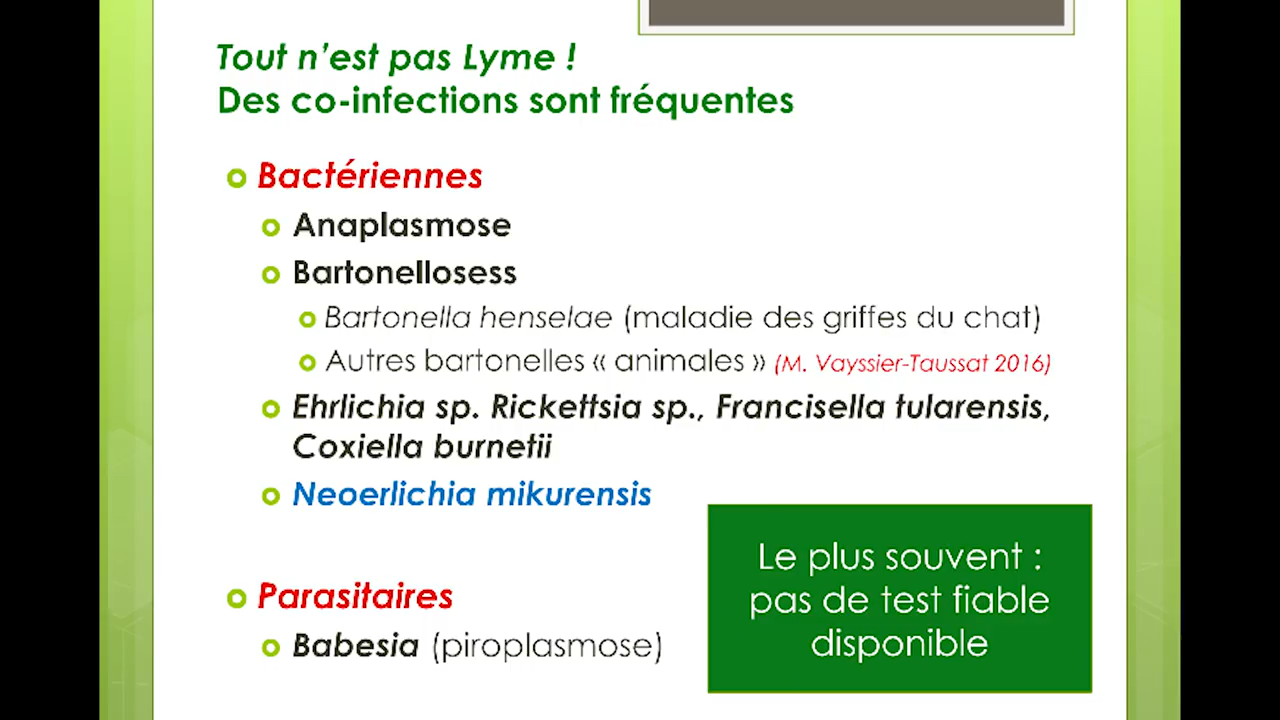 Tout n'est pas Lyme !
Des co-infections sont fréquentes
Bactériennes
Anaplasmose
Bartonellosess
Bartonella henselae (maladie des griffes du chat)
Autres bartonelles « animales » (M. Vayssier-Taussat 2016)
Ehrlichia sp. Rickettsia sp., Francisella tularensis,
Coxiella burnetii
Neoerlichia mikurensis
Parasitaires
Babesia (piroplasmose)
Le plus souvent :
pas de test fiable
disponible